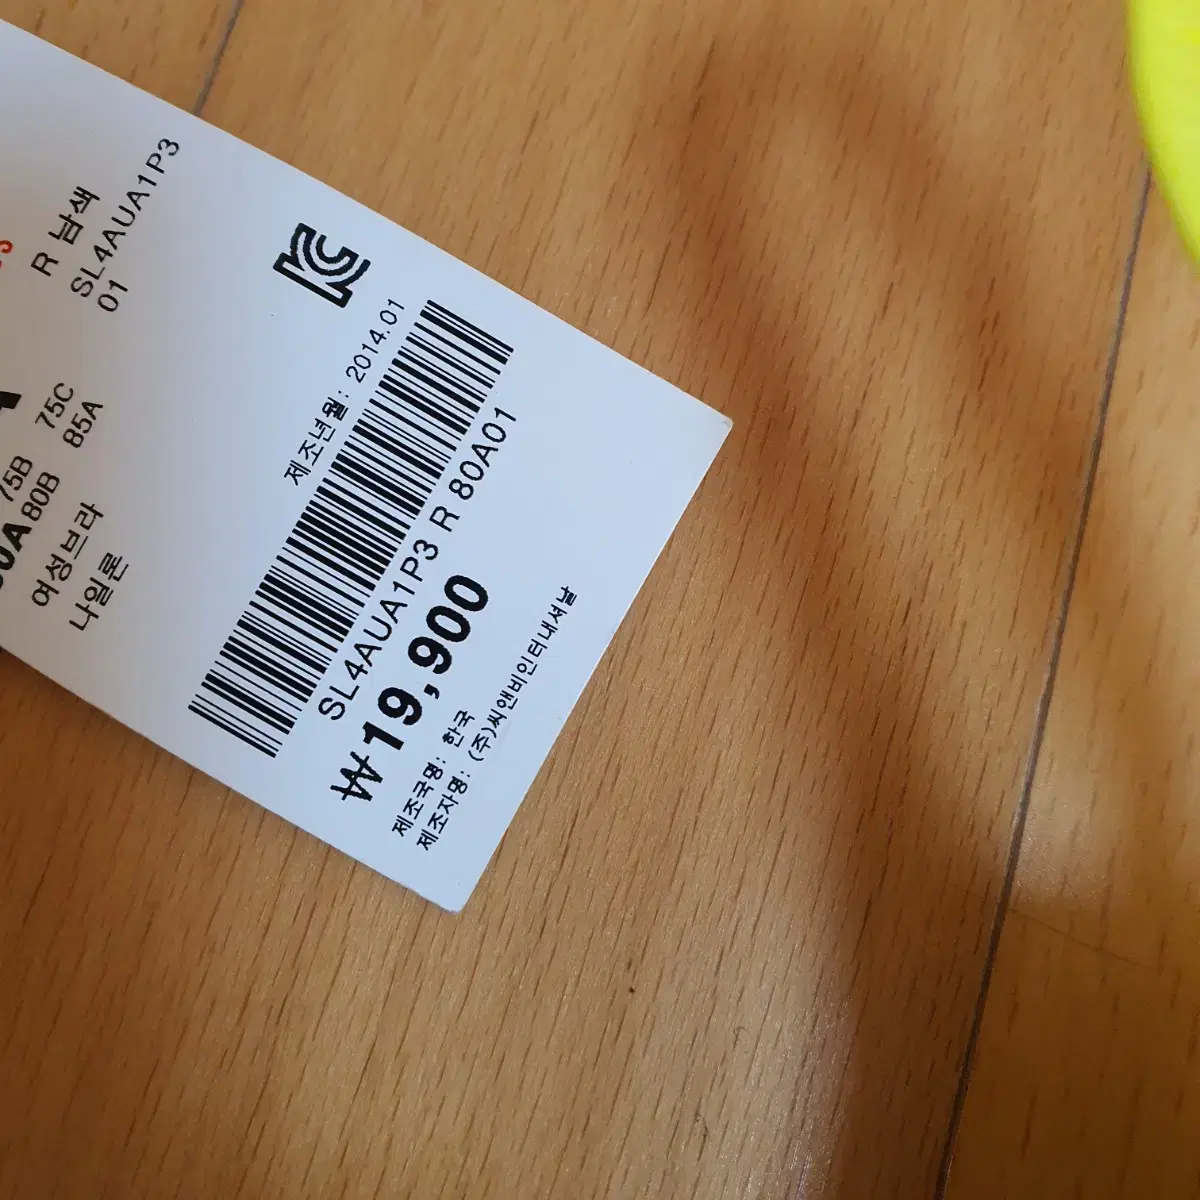 R 남색
SL4AUA1P3
01
75B 75C
80B 85A
여성브라
나일론
제조년월: 2014.01
SL4AUA1P3 R 80A01
₩19,900
제조국명: 한국
제조자명: (주)씨앤비인터내셔날